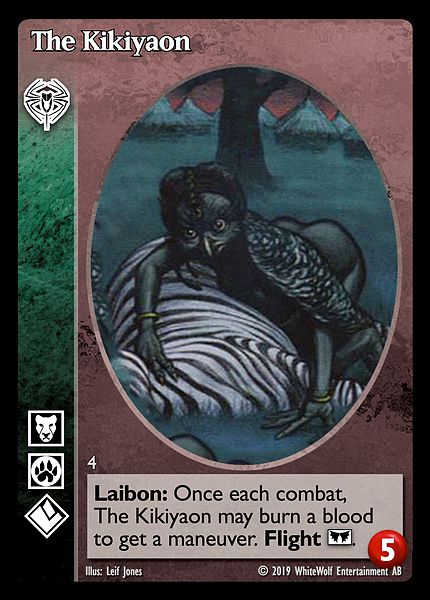 The Kikiyaon
4
Laibon: Once each combat,
The Kikiyaon may burn a blood
to get a maneuver. Flight.
5
Illus: Leif Jones
© 2019 WhiteWolf Entertainment AB